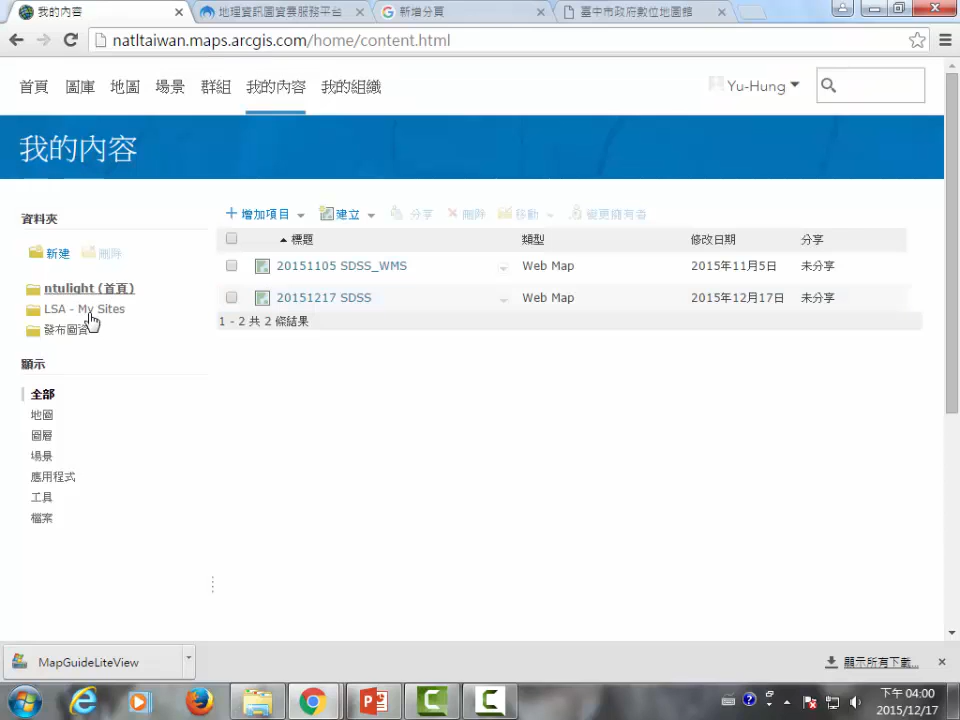 我的內容
地理資訊圖資雲服務平台
新增分頁
臺中市政府數位地圖館
natltaiwan.maps.arcgis.com/home/content.html
首頁 圖庫 地圖 場景 群組 我的內容 我的組織
Yu-Hung
我的內容
資料夾
新建 刪除
ntulight (首頁)
LSA - My Sites
發布圖資
顯示
全部
地圖
圖層
場景
應用程式
工具
檔案
增加項目 建立 分享 刪除 移動 變更擁有者
標題 類型 修改日期 分享
20151105 SDSS_WMS Web Map 2015年11月5日 未分享
20151217 SDSS Web Map 2015年12月17日 未分享
1 - 2 共 2 條結果
MapGuideLiteView
顯示所有下載...
下午 04:00
2015/12/17